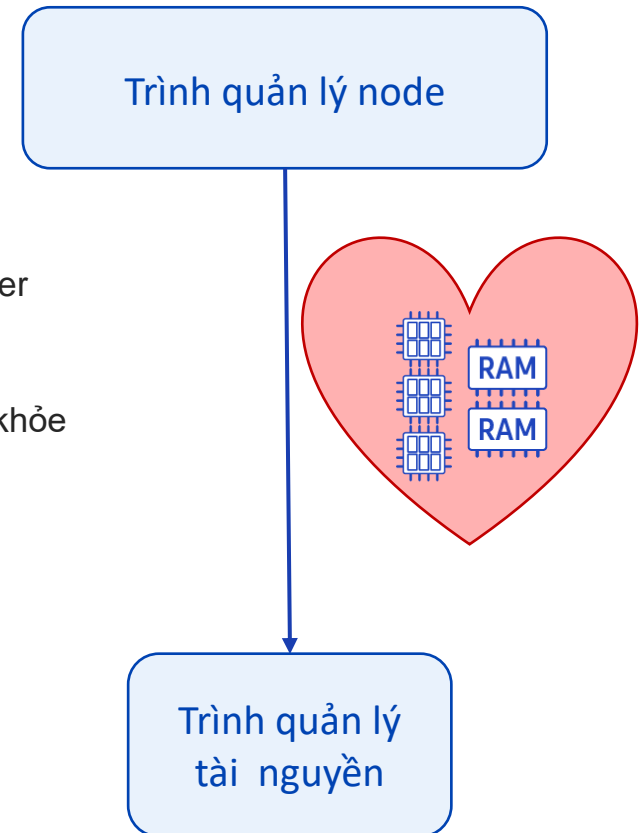 Trình quản lý node
er
khỏe
RAM
RAM
Trình quản lý
tài nguyền